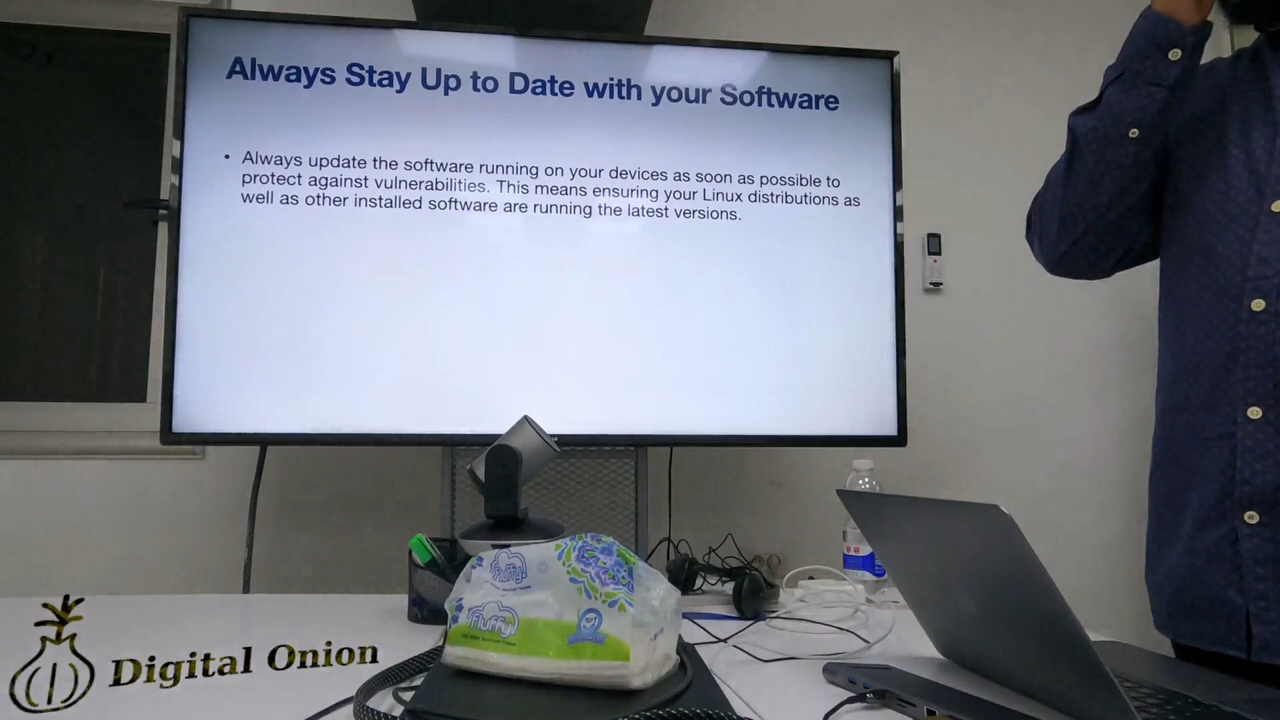 Always Stay Up to Date with your Software
• Always update the software running on your devices as soon as possible to
protect against vulnerabilities. This means ensuring your Linux distributions as
well as other installed software are running the latest versions.
fluffy!
fluffy!
Digital Onion